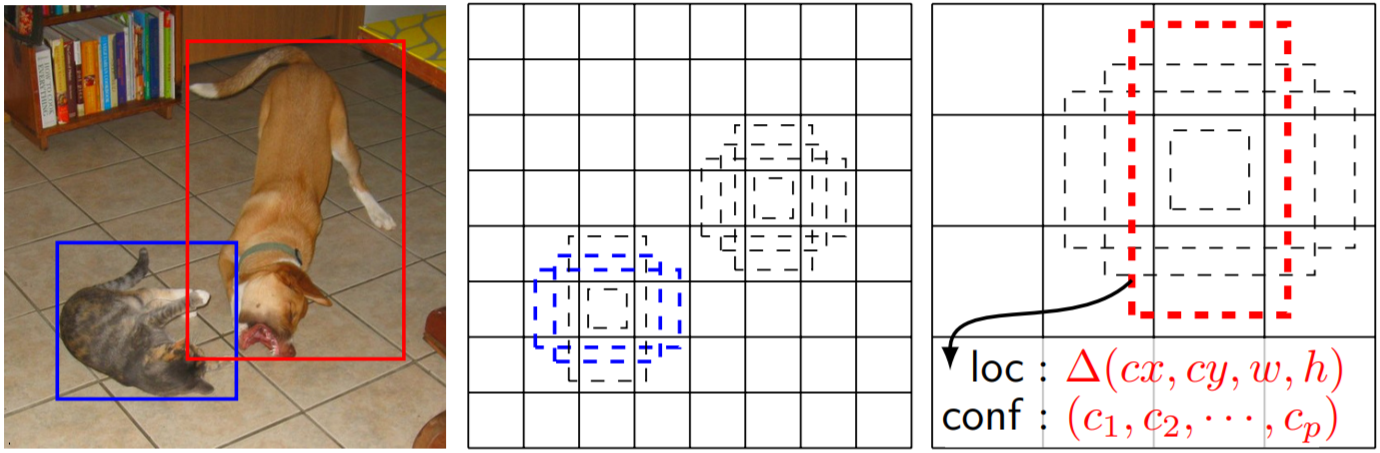 loc : Δ(cx, cy, w, h)
conf : (c₁, c₂, ⋯, cₚ)